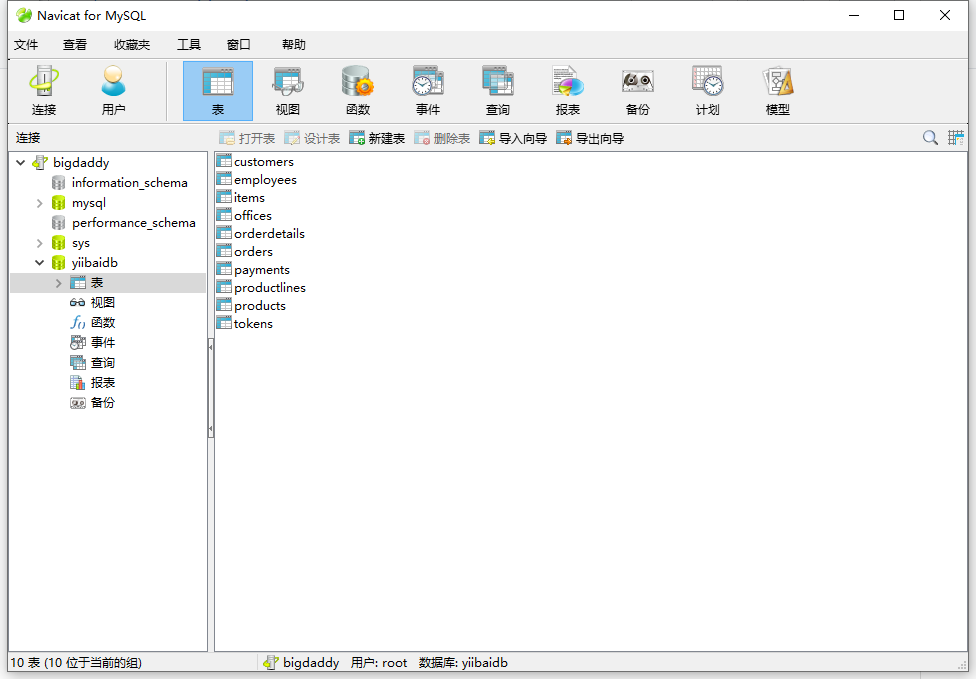 Navicat for MySQL
文件 查看 收藏夹 工具 窗口 帮助
连接 用户 表 视图 函数 事件 查询 报表 备份 计划 模型
连接 打开表 设计表 新建表 删除表 导入向导 导出向导
bigdaddy
information_schema
mysql
performance_schema
sys
yiibaidb
表
视图
函数
事件
查询
报表
备份
customers
employees
items
offices
orderdetails
orders
payments
productlines
products
tokens
10 表 (10 位于当前的组) bigdaddy 用户: root 数据库: yiibaidb